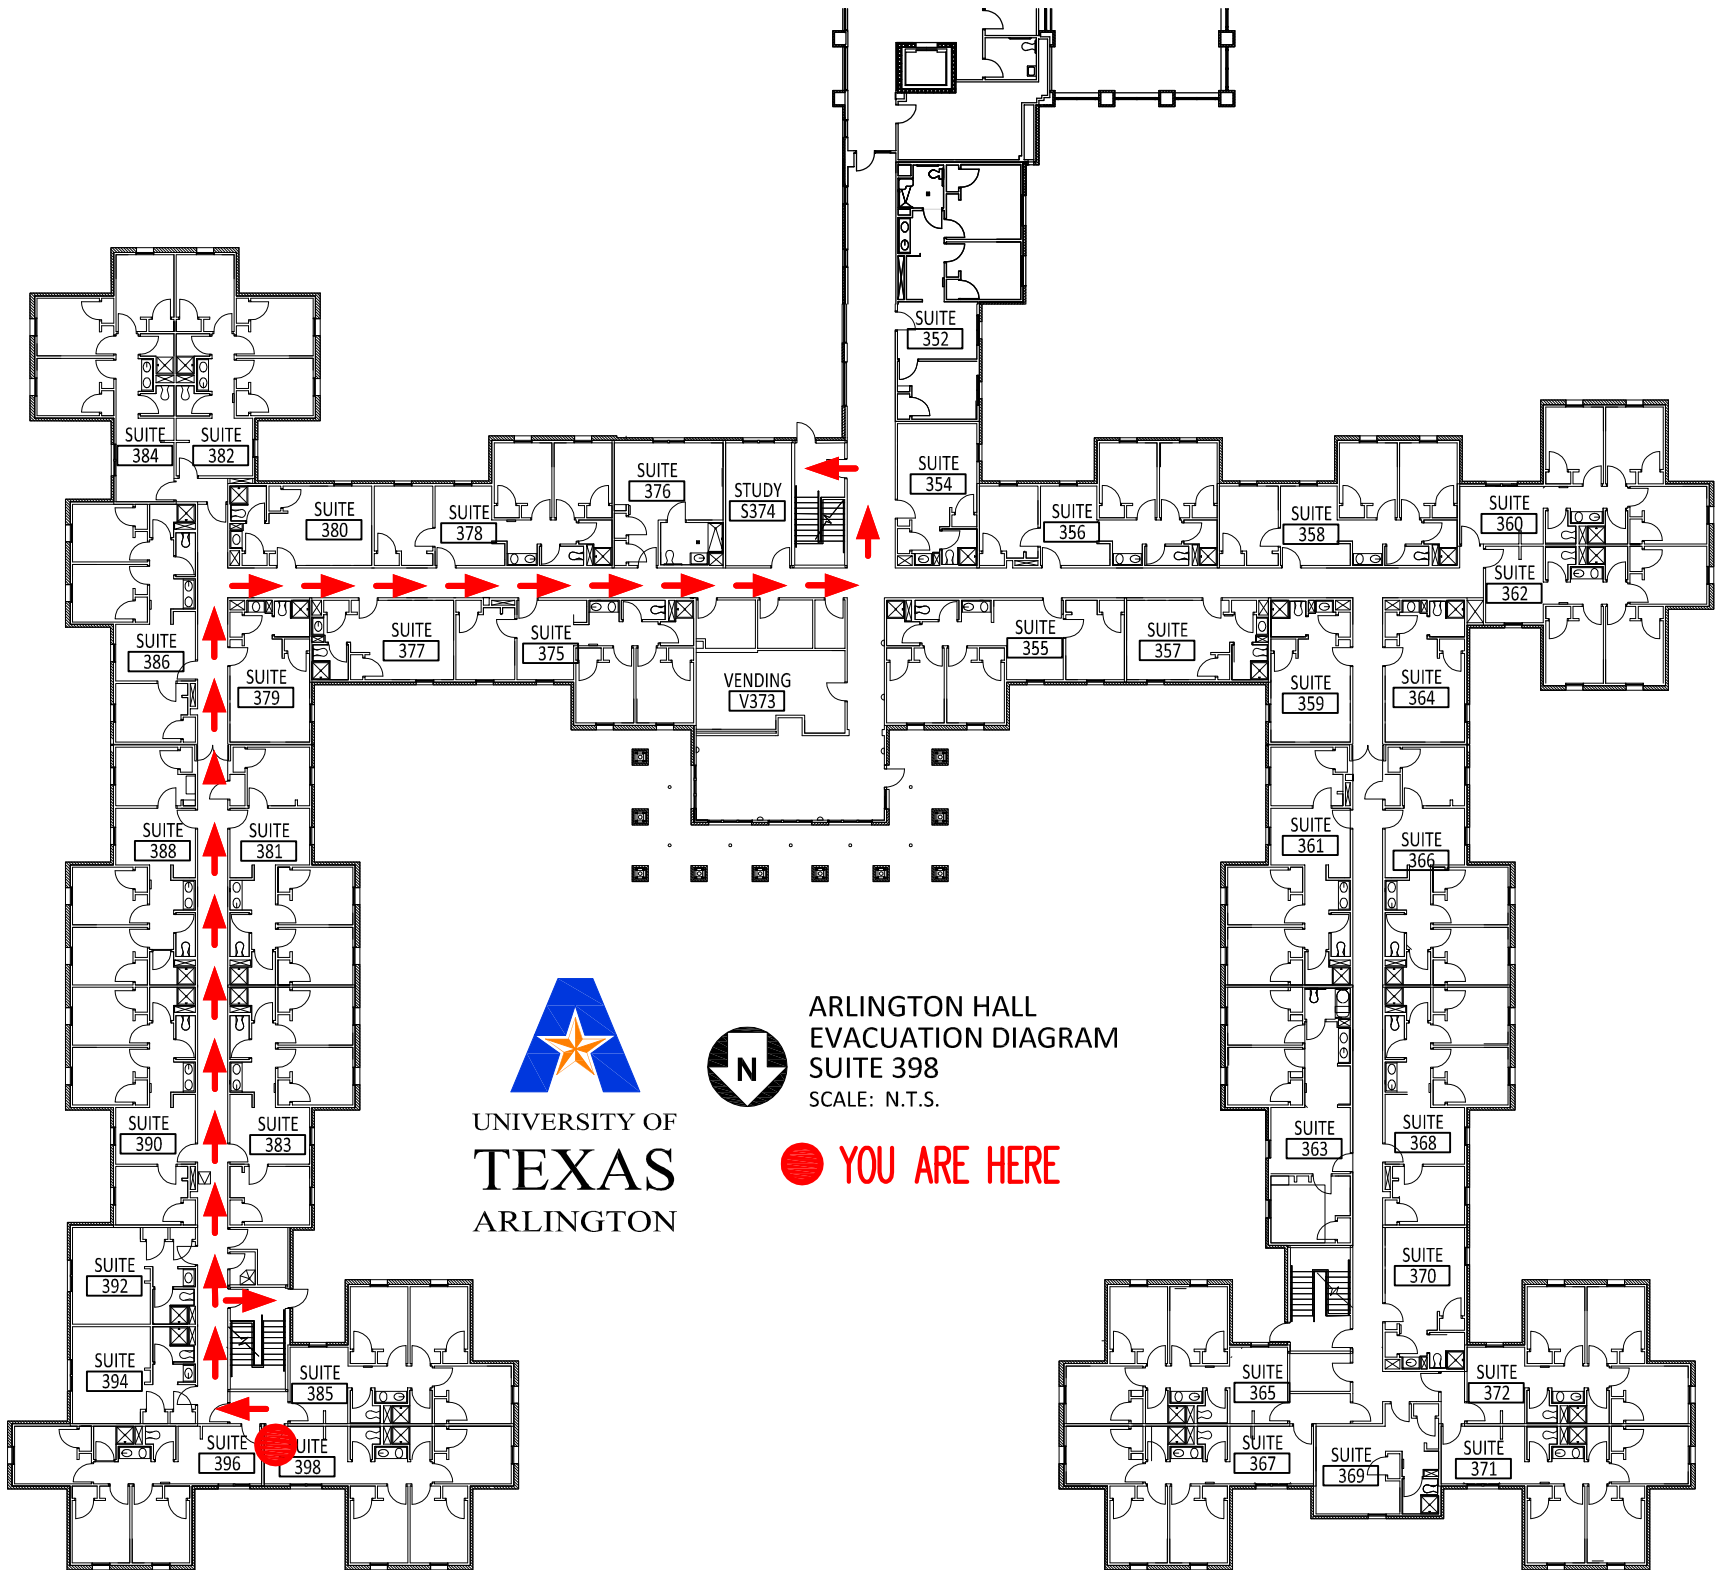 SUITE
352
SUITE
384
SUITE
382
SUITE
354
SUITE
376
STUDY
S374
SUITE
380
SUITE
378
SUITE
356
SUITE
358
SUITE
360
SUITE
362
SUITE
386
SUITE
377
SUITE
375
SUITE
355
SUITE
357
SUITE
379
VENDING
V373
SUITE
359
SUITE
364
SUITE
388
SUITE
381
SUITE
361
SUITE
366
ARLINGTON HALL
EVACUATION DIAGRAM
SUITE 398
SCALE: N.T.S.
N
UNIVERSITY OF
TEXAS
ARLINGTON
YOU ARE HERE
SUITE
390
SUITE
383
SUITE
363
SUITE
368
SUITE
392
SUITE
370
SUITE
394
SUITE
385
SUITE
365
SUITE
372
SUITE
396
SUITE
398
SUITE
367
SUITE
369
SUITE
371